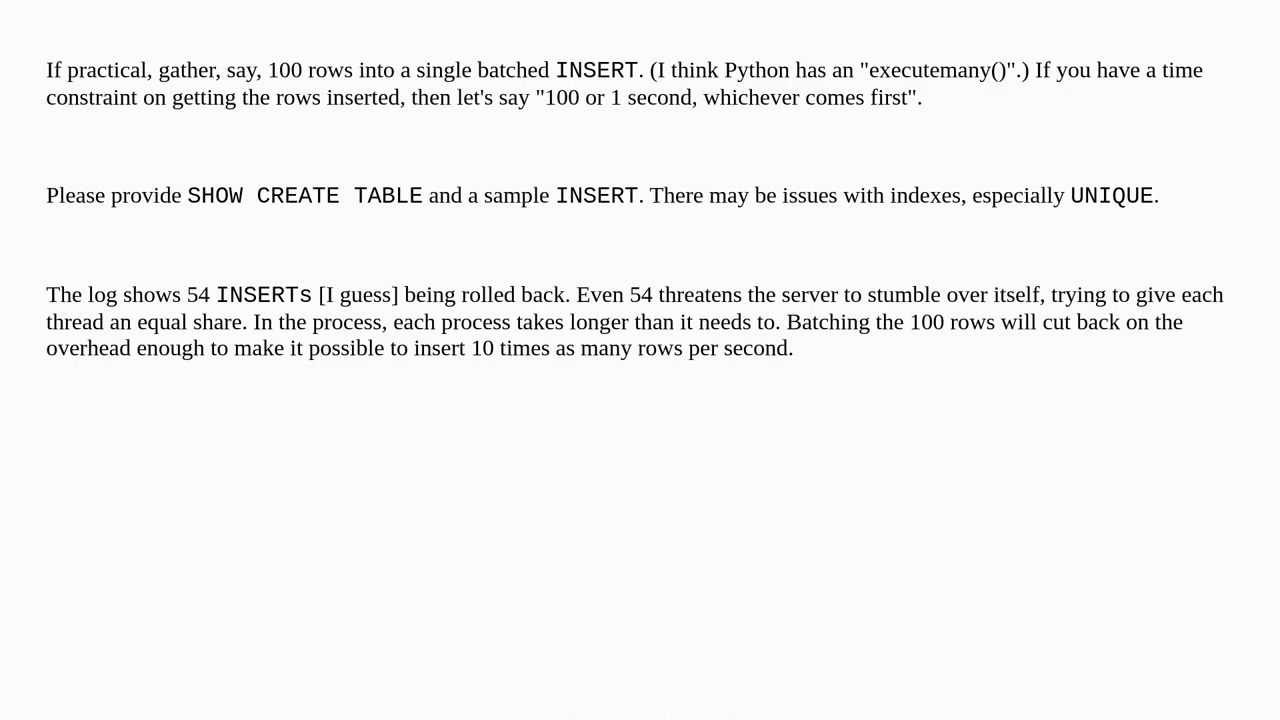 If practical, gather, say, 100 rows into a single batched INSERT. (I think Python has an "executemany()".) If you have a time
constraint on getting the rows inserted, then let's say "100 or 1 second, whichever comes first".
Please provide SHOW CREATE TABLE and a sample INSERT. There may be issues with indexes, especially UNIQUE.
The log shows 54 INSERTs [I guess] being rolled back. Even 54 threatens the server to stumble over itself, trying to give each
thread an equal share. In the process, each process takes longer than it needs to. Batching the 100 rows will cut back on the
overhead enough to make it possible to insert 10 times as many rows per second.